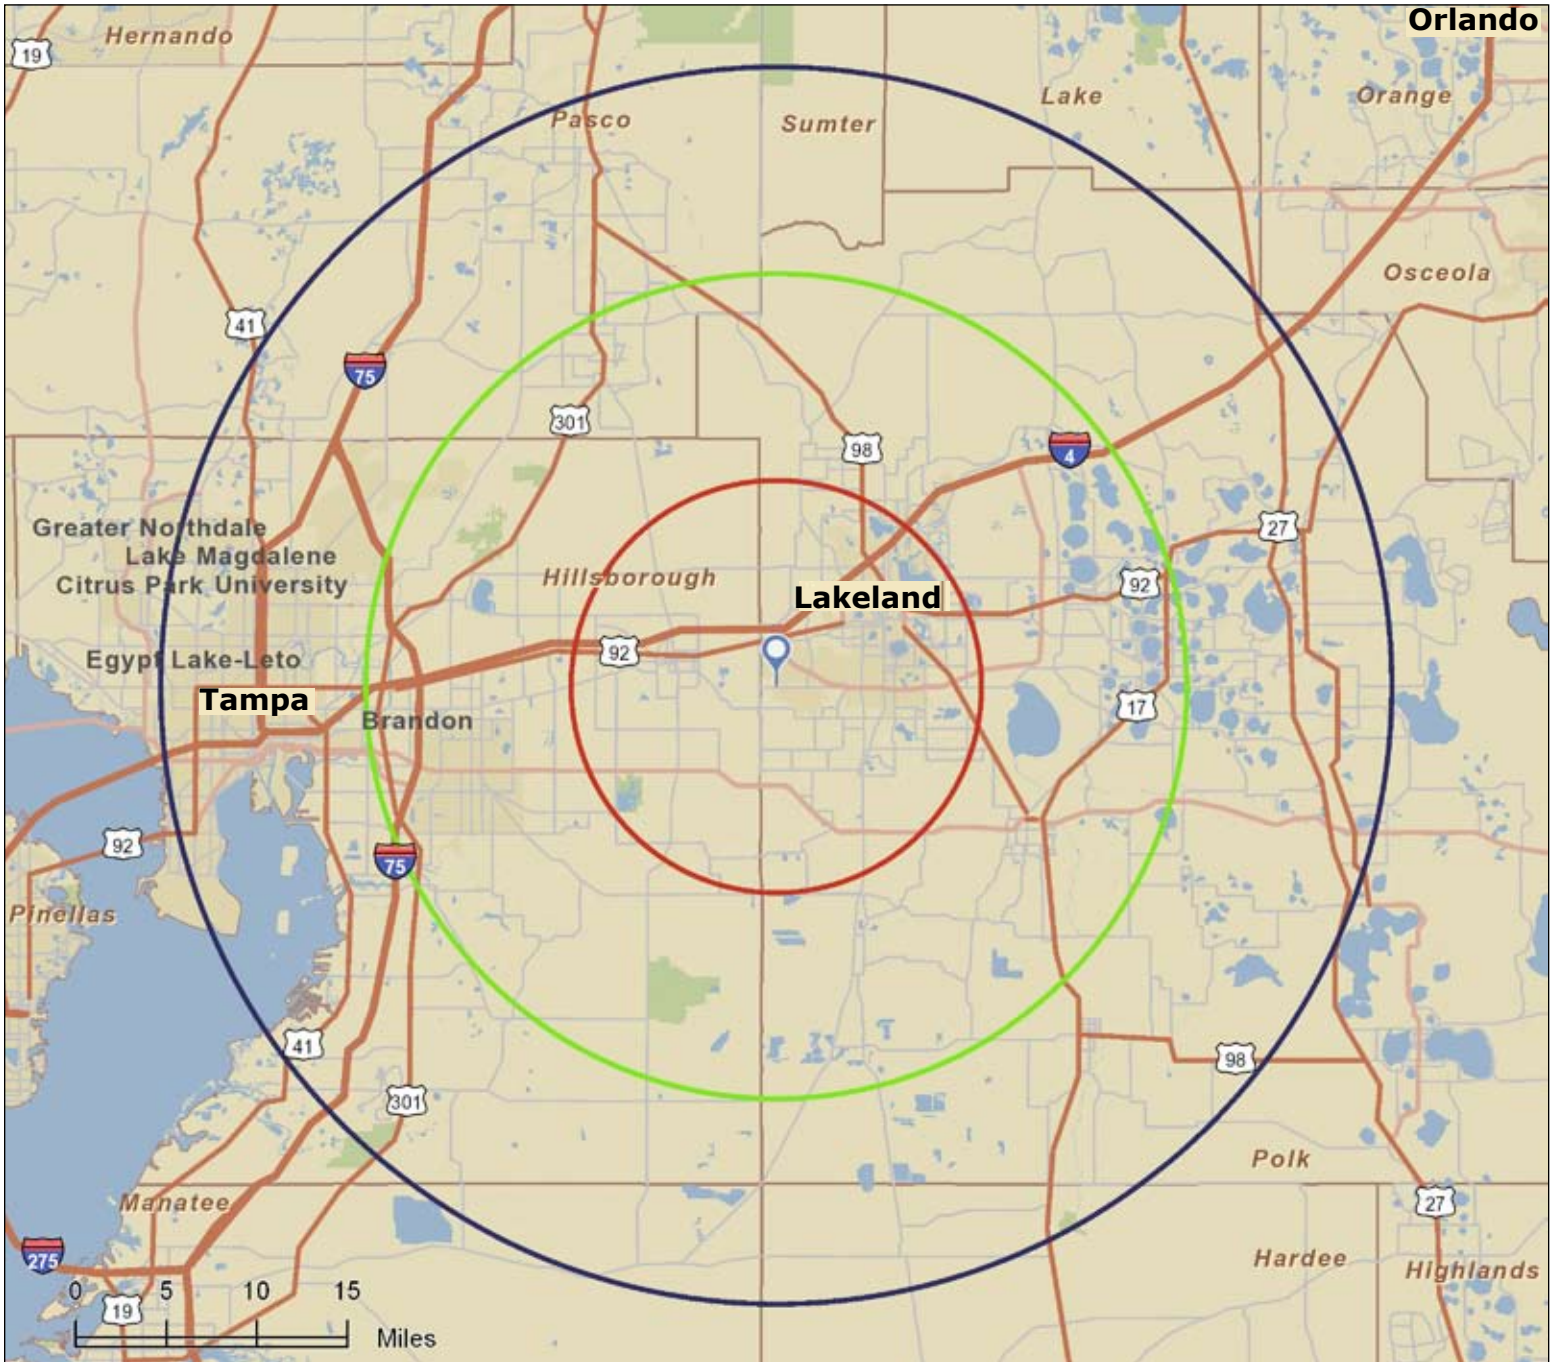 Orlando
Hernando
19
Lake
Orange
Pasco
Sumter
Osceola
41
75
301
98
4
Greater Northdale
27
Lake Magdalene
Citrus Park University
Hillsborough
92
Lakeland
92
Egypt Lake-Leto
Tampa
17
Brandon
92
75
Pinellas
41
98
301
Polk
Manatee
27
275
Hardee
Highlands
0 5 10 15
19
Miles